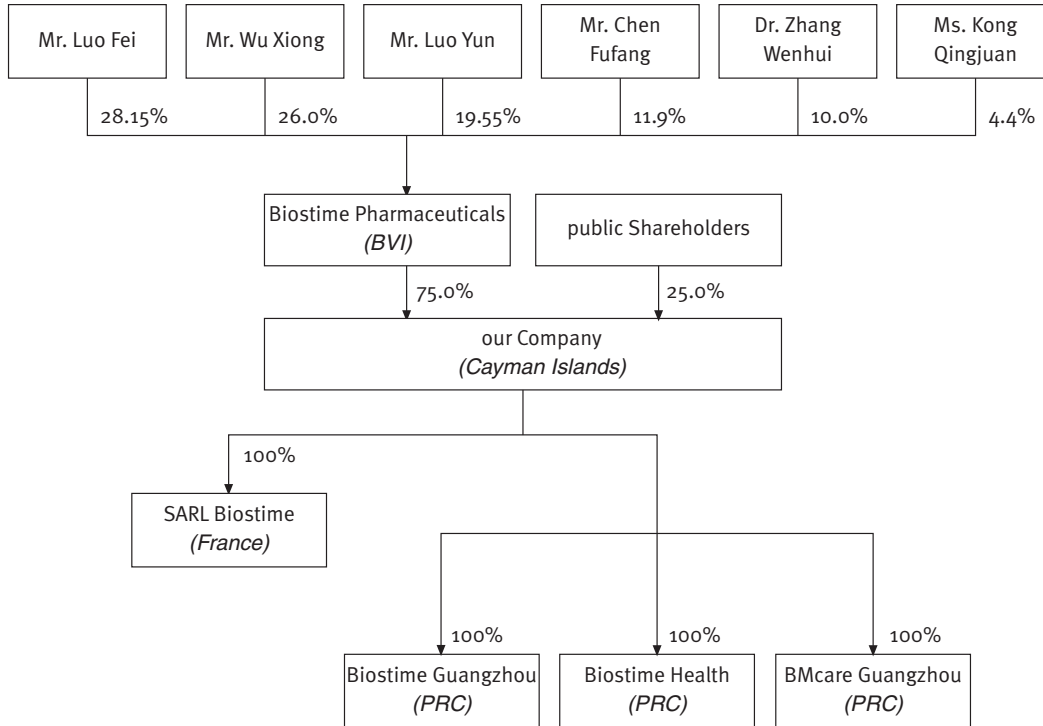 Mr. Luo Fei
Mr. Wu Xiong
Mr. Luo Yun
Mr. Chen
Fufang
Dr. Zhang
Wenhui
Ms. Kong
Qingjuan
28.15%
26.0%
19.55%
11.9%
10.0%
4.4%
Biostime Pharmaceuticals
(BVI)
public Shareholders
75.0%
25.0%
our Company
(Cayman Islands)
100%
SARL Biostime
(France)
100%
100%
100%
Biostime Guangzhou
(PRC)
Biostime Health
(PRC)
BMcare Guangzhou
(PRC)